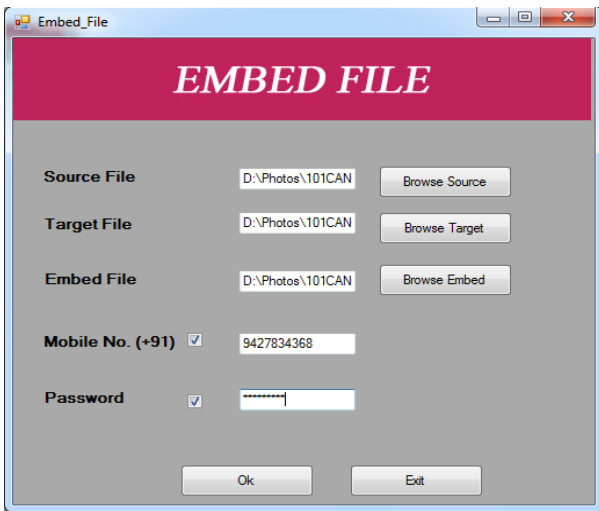 Embed_File
EMBED FILE
Source File D:\Photos\101CAN Browse Source
Target File D:\Photos\101CAN Browse Target
Embed File D:\Photos\101CAN Browse Embed
Mobile No. (+91) 9427834368
Password **********
Ok Exit